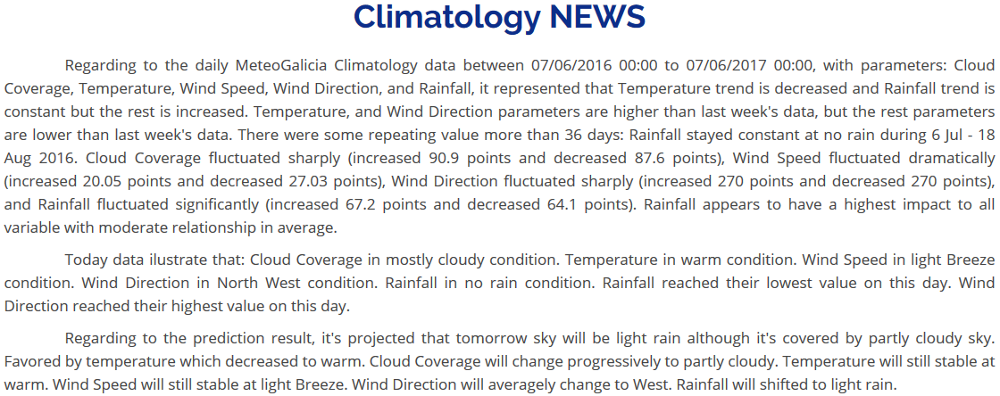 Climatology NEWS
Regarding to the daily MeteoGalicia Climatology data between 07/06/2016 00:00 to 07/06/2017 00:00, with parameters: Cloud
Coverage, Temperature, Wind Speed, Wind Direction, and Rainfall, it represented that Temperature trend is decreased and Rainfall trend is
constant but the rest is increased. Temperature, and Wind Direction parameters are higher than last week's data, but the rest parameters
are lower than last week's data. There were some repeating value more than 36 days: Rainfall stayed constant at no rain during 6 Jul - 18
Aug 2016. Cloud Coverage fluctuated sharply (increased 90.9 points and decreased 87.6 points), Wind Speed fluctuated dramatically
(increased 20.05 points and decreased 27.03 points), Wind Direction fluctuated sharply (increased 270 points and decreased 270 points),
and Rainfall fluctuated significantly (increased 67.2 points and decreased 64.1 points). Rainfall appears to have a highest impact to all
variable with moderate relationship in average.
Today data ilustrate that: Cloud Coverage in mostly cloudy condition. Temperature in warm condition. Wind Speed in light Breeze
condition. Wind Direction in North West condition. Rainfall in no rain condition. Rainfall reached their lowest value on this day. Wind
Direction reached their highest value on this day.
Regarding to the prediction result, it's projected that tomorrow sky will be light rain although it's covered by partly cloudy sky.
Favored by temperature which decreased to warm. Cloud Coverage will change progressively to partly cloudy. Temperature will still stable at
warm. Wind Speed will still stable at light Breeze. Wind Direction will averagely change to West. Rainfall will shifted to light rain.